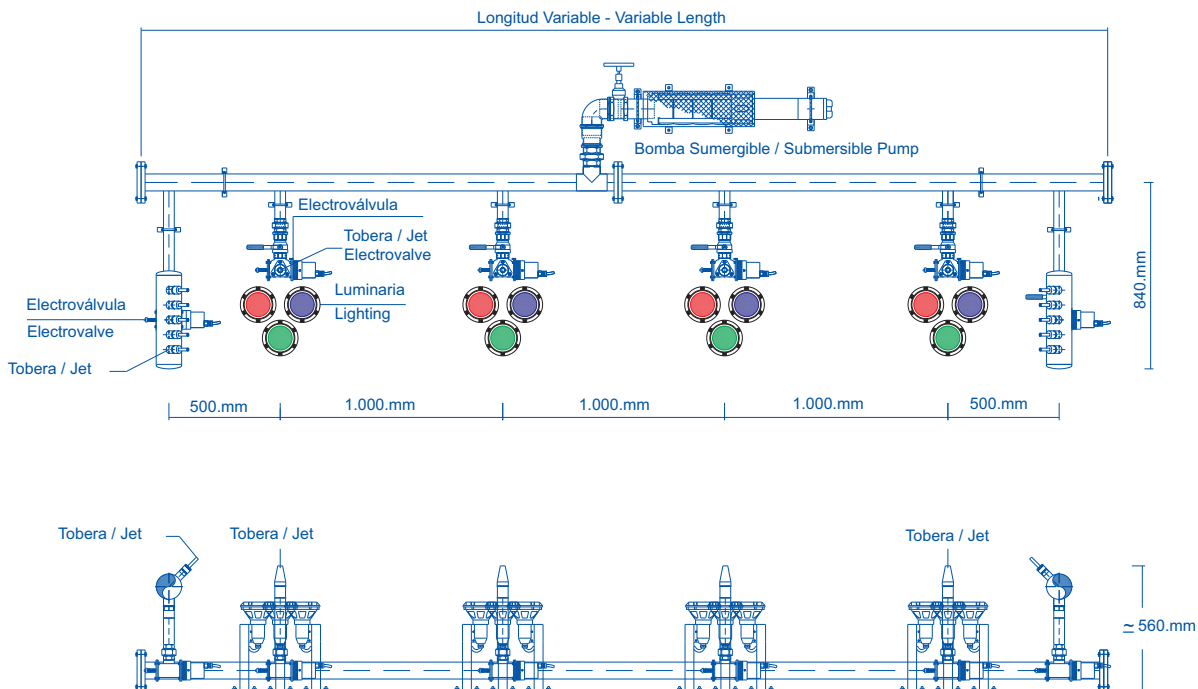 Longitud Variable - Variable Length
Bomba Sumergible / Submersible Pump
Electroválvula
Tobera / Jet
Electrovalve
Luminaria
Lighting
Electroválvula
Electrovalve
Tobera / Jet
840.mm
500.mm
1.000.mm
1.000.mm
1.000.mm
500.mm
Tobera / Jet
Tobera / Jet
Tobera / Jet
≃ 560.mm